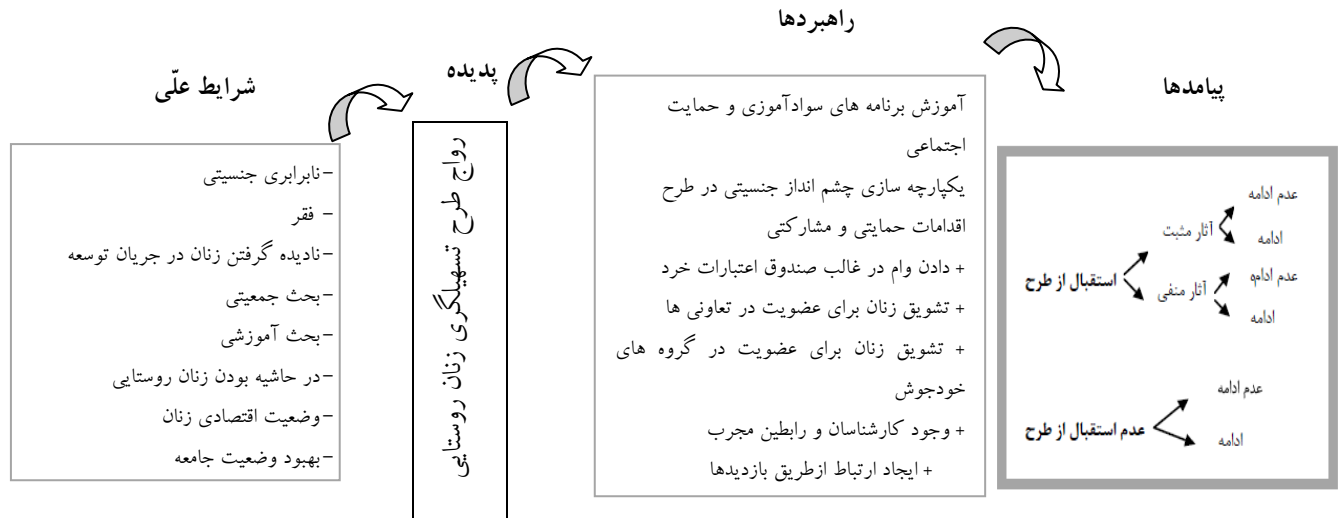 شرایط علّی
-نابرابری جنسیتی
- فقر
-نادیده گرفتن زنان در جریان توسعه
-بحث جمعیتی
-بحث آموزشی
-در حاشیه بودن زنان روستایی
-وضعیت اقتصادی زنان
-بهبود وضعیت جامعه
پدیده
رواج طرح تسهیلگری زنان روستایی
راهبردها
آموزش برنامه های سوادآموزی و حمایت
اجتماعی
یکپارچه سازی چشم انداز جنسیتی در طرح
اقدامات حمایتی و مشارکتی
+ دادن وام در غالب صندوق اعتبارات خرد
+ تشویق زنان برای عضویت در تعاونی ها
+ تشویق زنان برای عضویت در گروه های
خودجوش
+ وجود کارشناسان و رابطین مجرب
+ ایجاد ارتباط ازطریق بازدیدها
پیامدها
استقبال از طرح
آثار مثبت
عدم ادامه
ادامه
آثار منفی
عدم ادامه
ادامه
عدم استقبال از طرح
عدم ادامه
ادامه